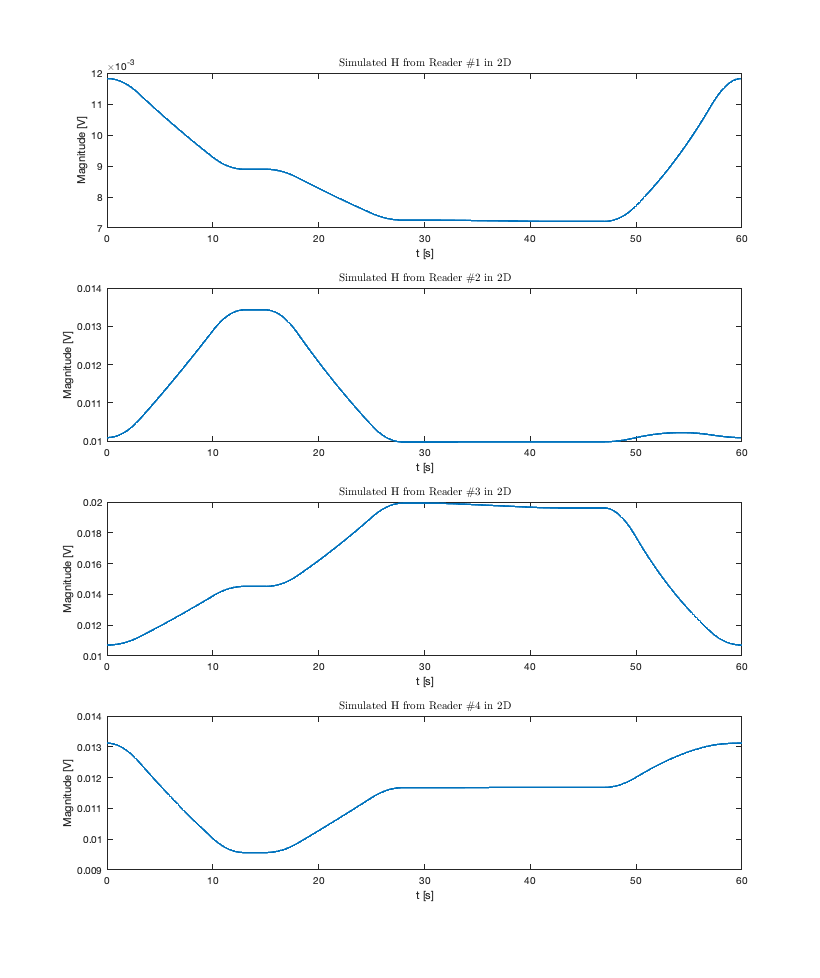 Simulated H from Reader #1 in 2D
×10⁻³
12
11
10
9
8
7
Magnitude [V]
0 10 20 30 40 50 60
t [s]
Simulated H from Reader #2 in 2D
0.014
0.013
0.012
0.011
0.01
Magnitude [V]
0 10 20 30 40 50 60
t [s]
Simulated H from Reader #3 in 2D
0.02
0.018
0.016
0.014
0.012
0.01
Magnitude [V]
0 10 20 30 40 50 60
t [s]
Simulated H from Reader #4 in 2D
0.014
0.013
0.012
0.011
0.01
0.009
Magnitude [V]
0 10 20 30 40 50 60
t [s]